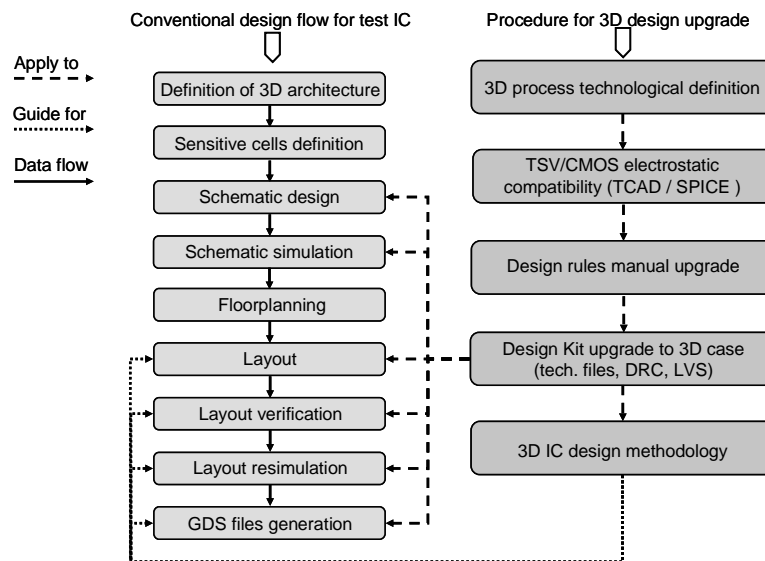 Conventional design flow for test IC
Procedure for 3D design upgrade
Apply to
Guide for
Data flow
Definition of 3D architecture
Sensitive cells definition
Schematic design
Schematic simulation
Floorplanning
Layout
Layout verification
Layout resimulation
GDS files generation
3D process technological definition
TSV/CMOS electrostatic
compatibility (TCAD / SPICE )
Design rules manual upgrade
Design Kit upgrade to 3D case
(tech. files, DRC, LVS)
3D IC design methodology